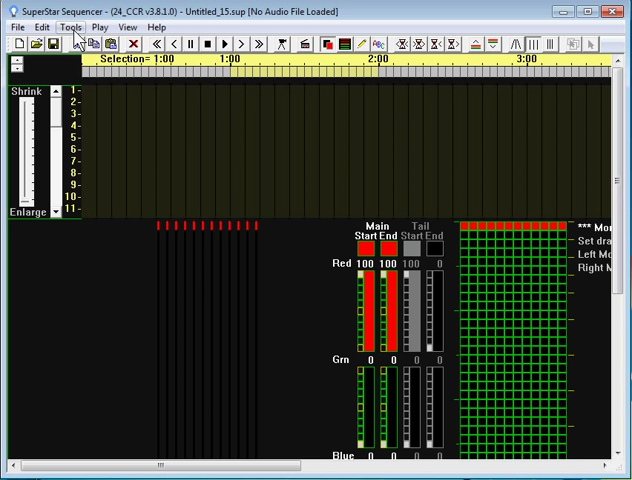 SuperStar Sequencer - (24_CCR v3.8.1.0) - Untitled_15.sup [No Audio File Loaded]
File Edit Tools Play View Help
ABC
Selection= 1:00 1:00 2:00 3:00
Shrink
1
2
3
4
5
6
7
8
9
10
11
Enlarge
Main Tail
Start End Start End
*** Mo
Set dra
Left Mo
Right M
Red 100 100 100 0
Grn 0 0 0 0
Blue 0 0 0 0